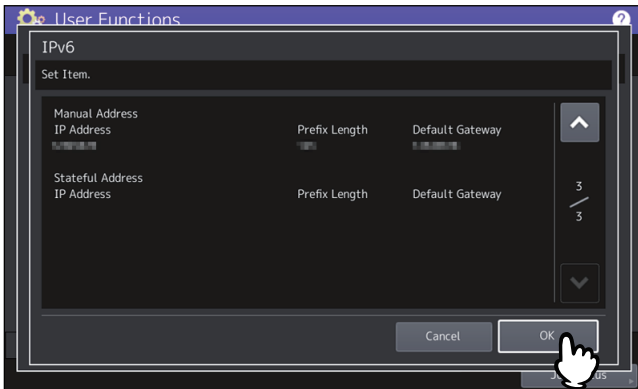 User Functions
?
IPv6
Set Item.
Manual Address
IP Address Prefix Length Default Gateway
Stateful Address
IP Address Prefix Length Default Gateway
3
3
Cancel OK